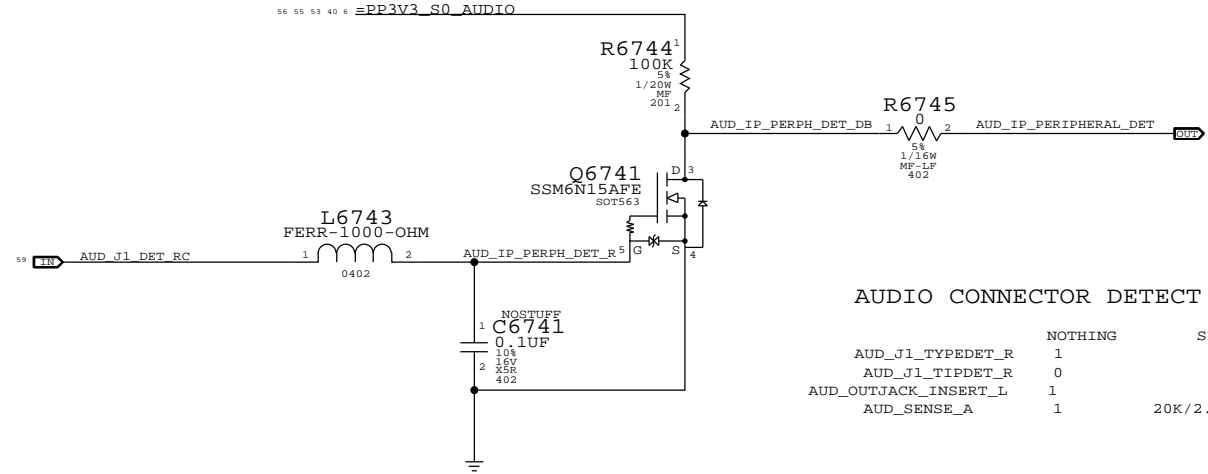 56 55 53 40 6 =PP3V3_S0_AUDIO
R6744
100K
5%
1/20W
MF
201
1
2
R6745
0
AUD_IP_PERPH_DET_DB 1 2 AUD_IP_PERIPHERAL_DET OUT
5%
1/16W
MF-LF
402
Q6741
SSM6N15AFE
SOT563
D 3
5 G S 4
L6743
FERR-1000-OHM
59 IN AUD_J1_DET_RC 1 2 AUD_IP_PERPH_DET_R
0402
NOSTUFF
C6741
0.1UF
10%
16V
X5R
402
1
2
AUDIO CONNECTOR DETECT
NOTHING
AUD_J1_TYPEDET_R 1
AUD_J1_TIPDET_R 0
AUD_OUTJACK_INSERT_L 1
AUD_SENSE_A 1 20K/2.